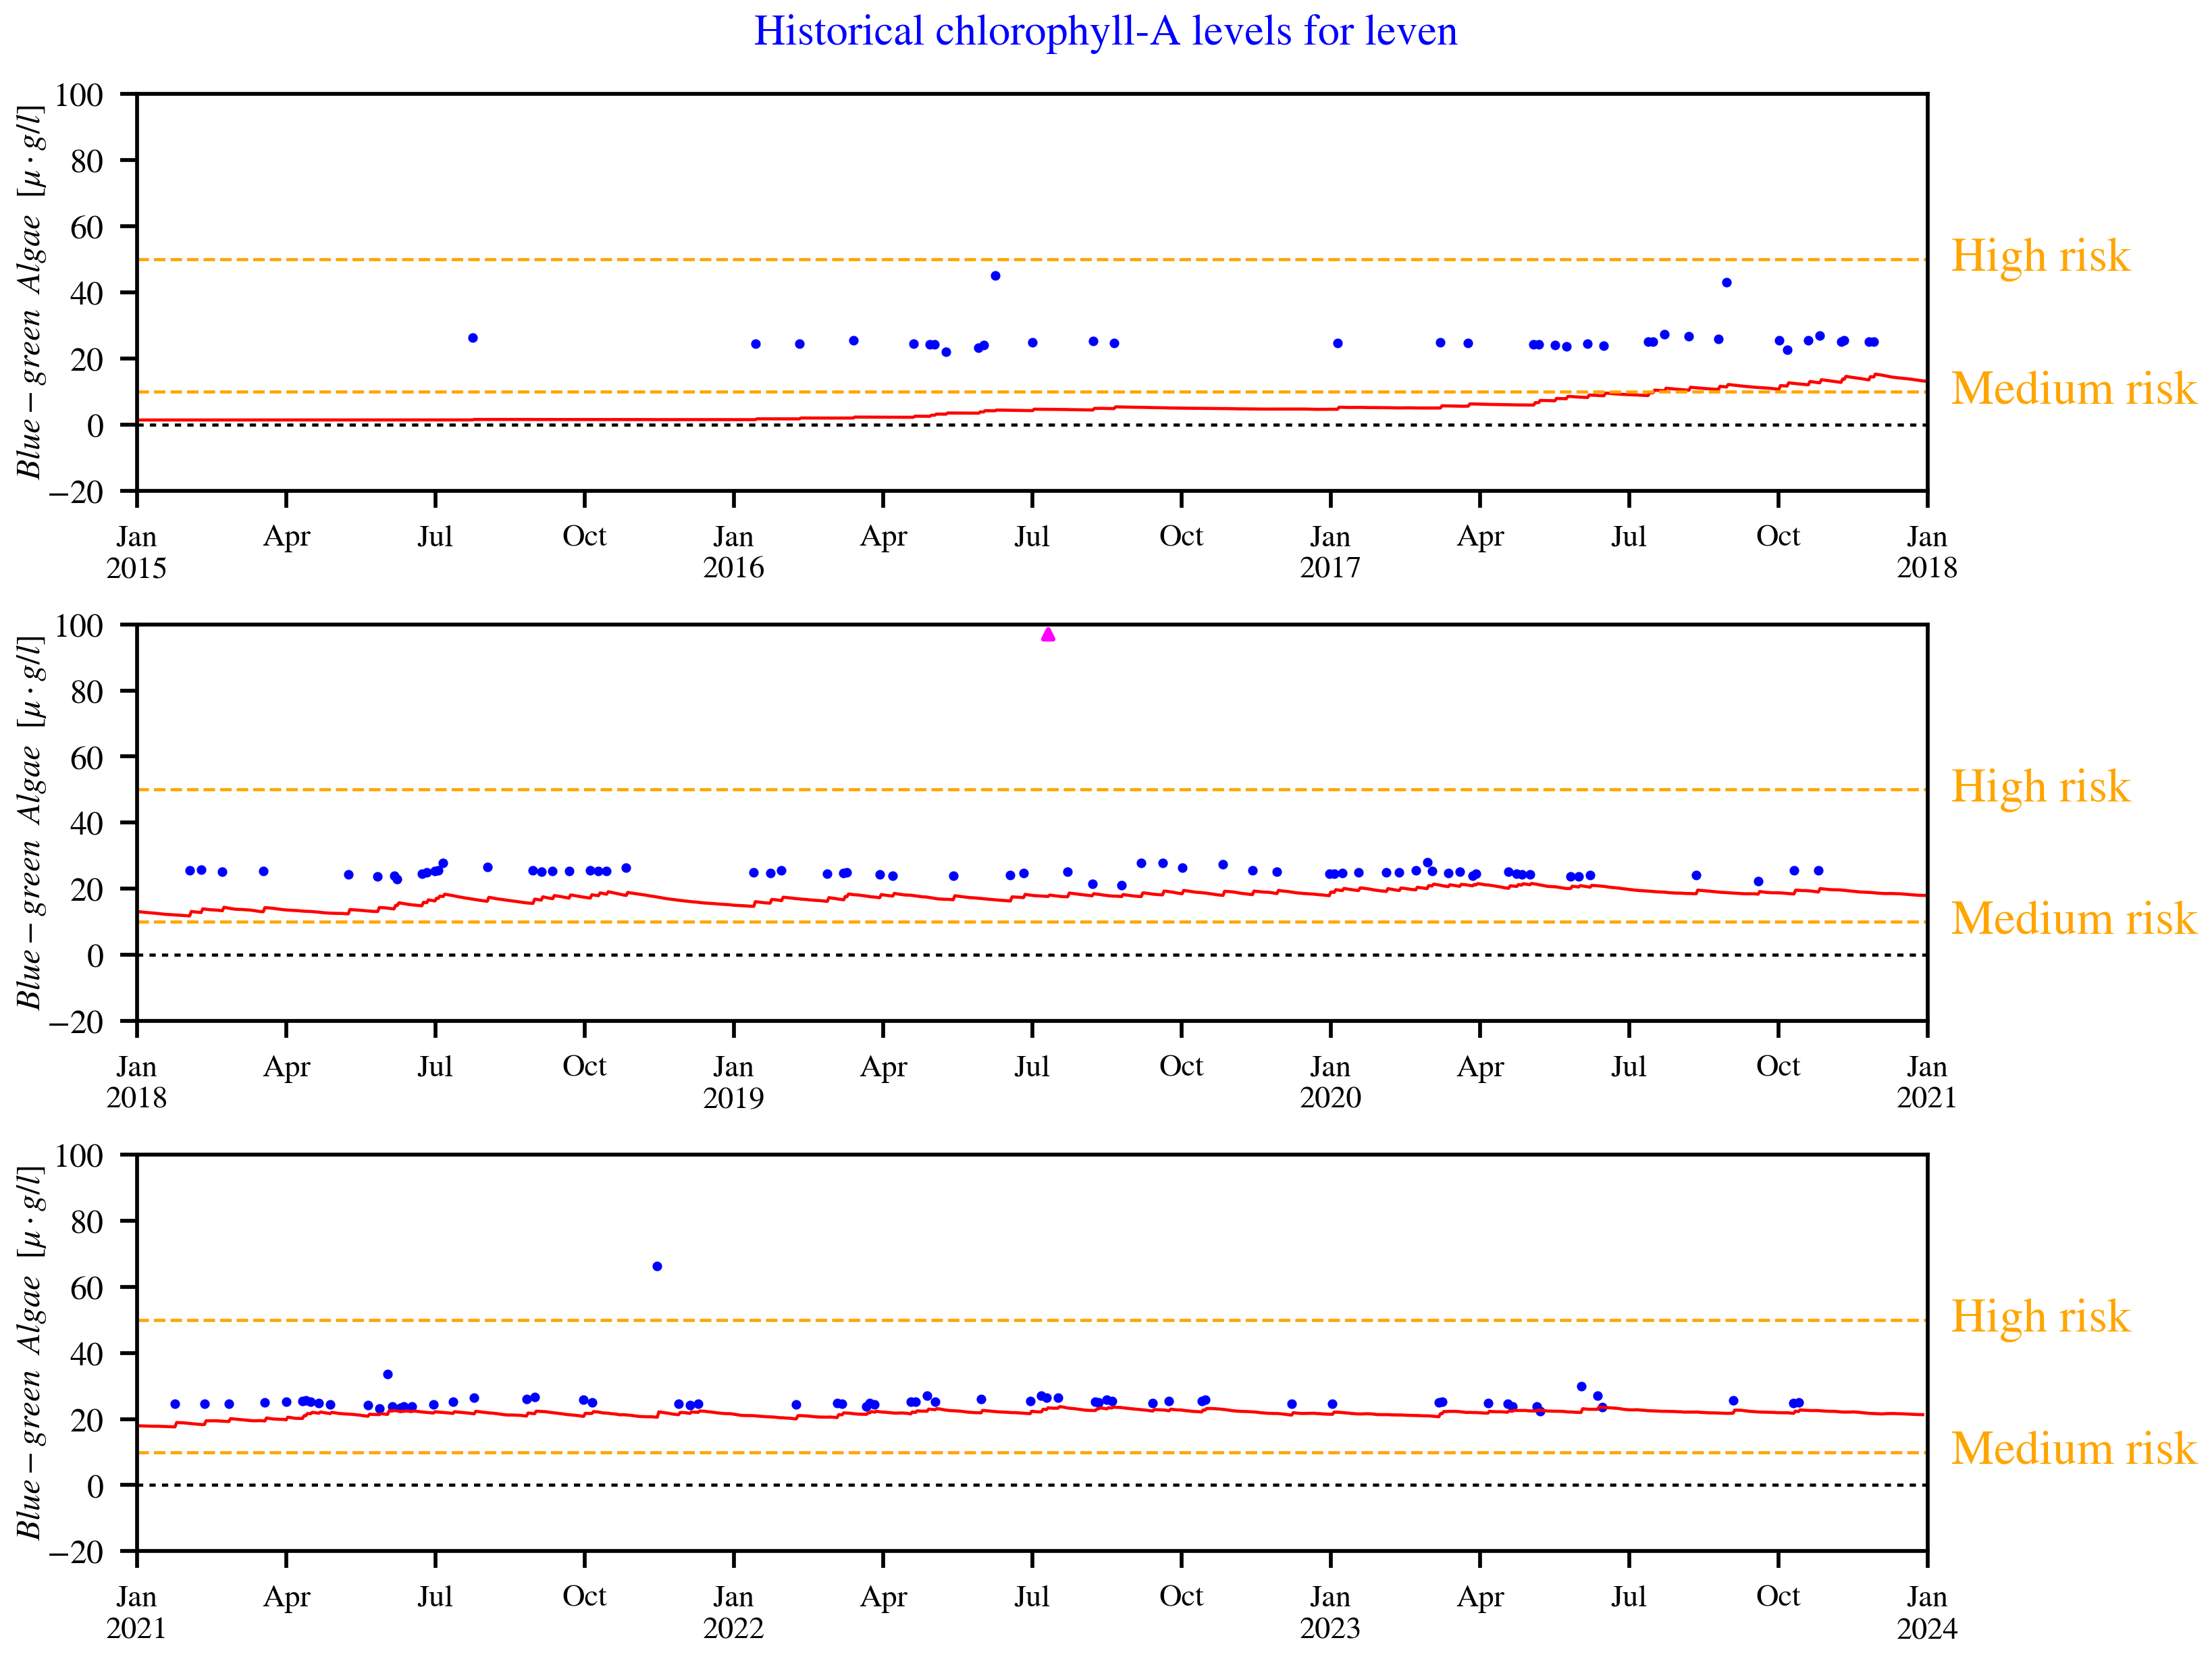 Historical chlorophyll-A levels for leven
Blue − green Algae [μ · g/l]
100
80
60
40
20
0
−20
High risk
Medium risk
Jan Apr Jul Oct Jan Apr Jul Oct Jan Apr Jul Oct Jan
2015 2016 2017 2018
Blue − green Algae [μ · g/l]
100
80
60
40
20
0
−20
High risk
Medium risk
Jan Apr Jul Oct Jan Apr Jul Oct Jan Apr Jul Oct Jan
2018 2019 2020 2021
Blue − green Algae [μ · g/l]
100
80
60
40
20
0
−20
High risk
Medium risk
Jan Apr Jul Oct Jan Apr Jul Oct Jan Apr Jul Oct Jan
2021 2022 2023 2024